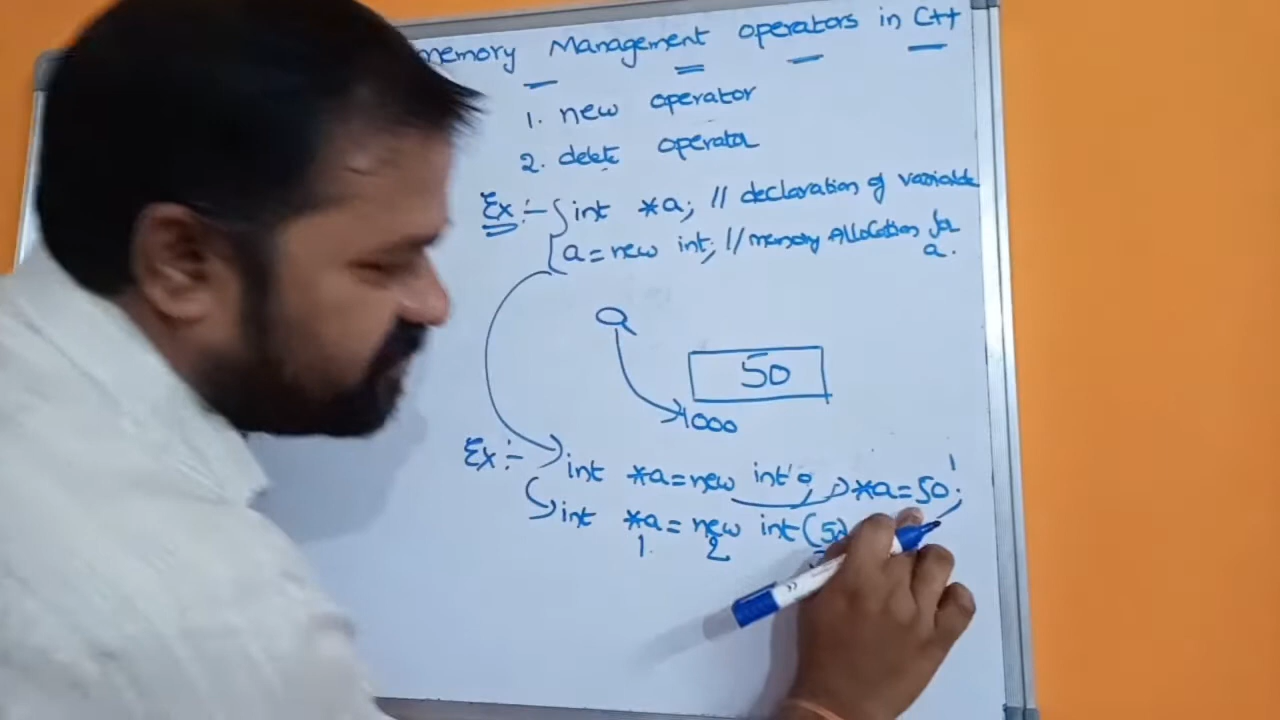 memory Management operators in C++
1. new operator
2. delete operator
Ex :- int *a; // declaration of variable
a = new int; // memory Allocation for
a.
a
50
1000
Ex :- int *a = new int; *a = 50;
int *a = new int(50)
1. 2